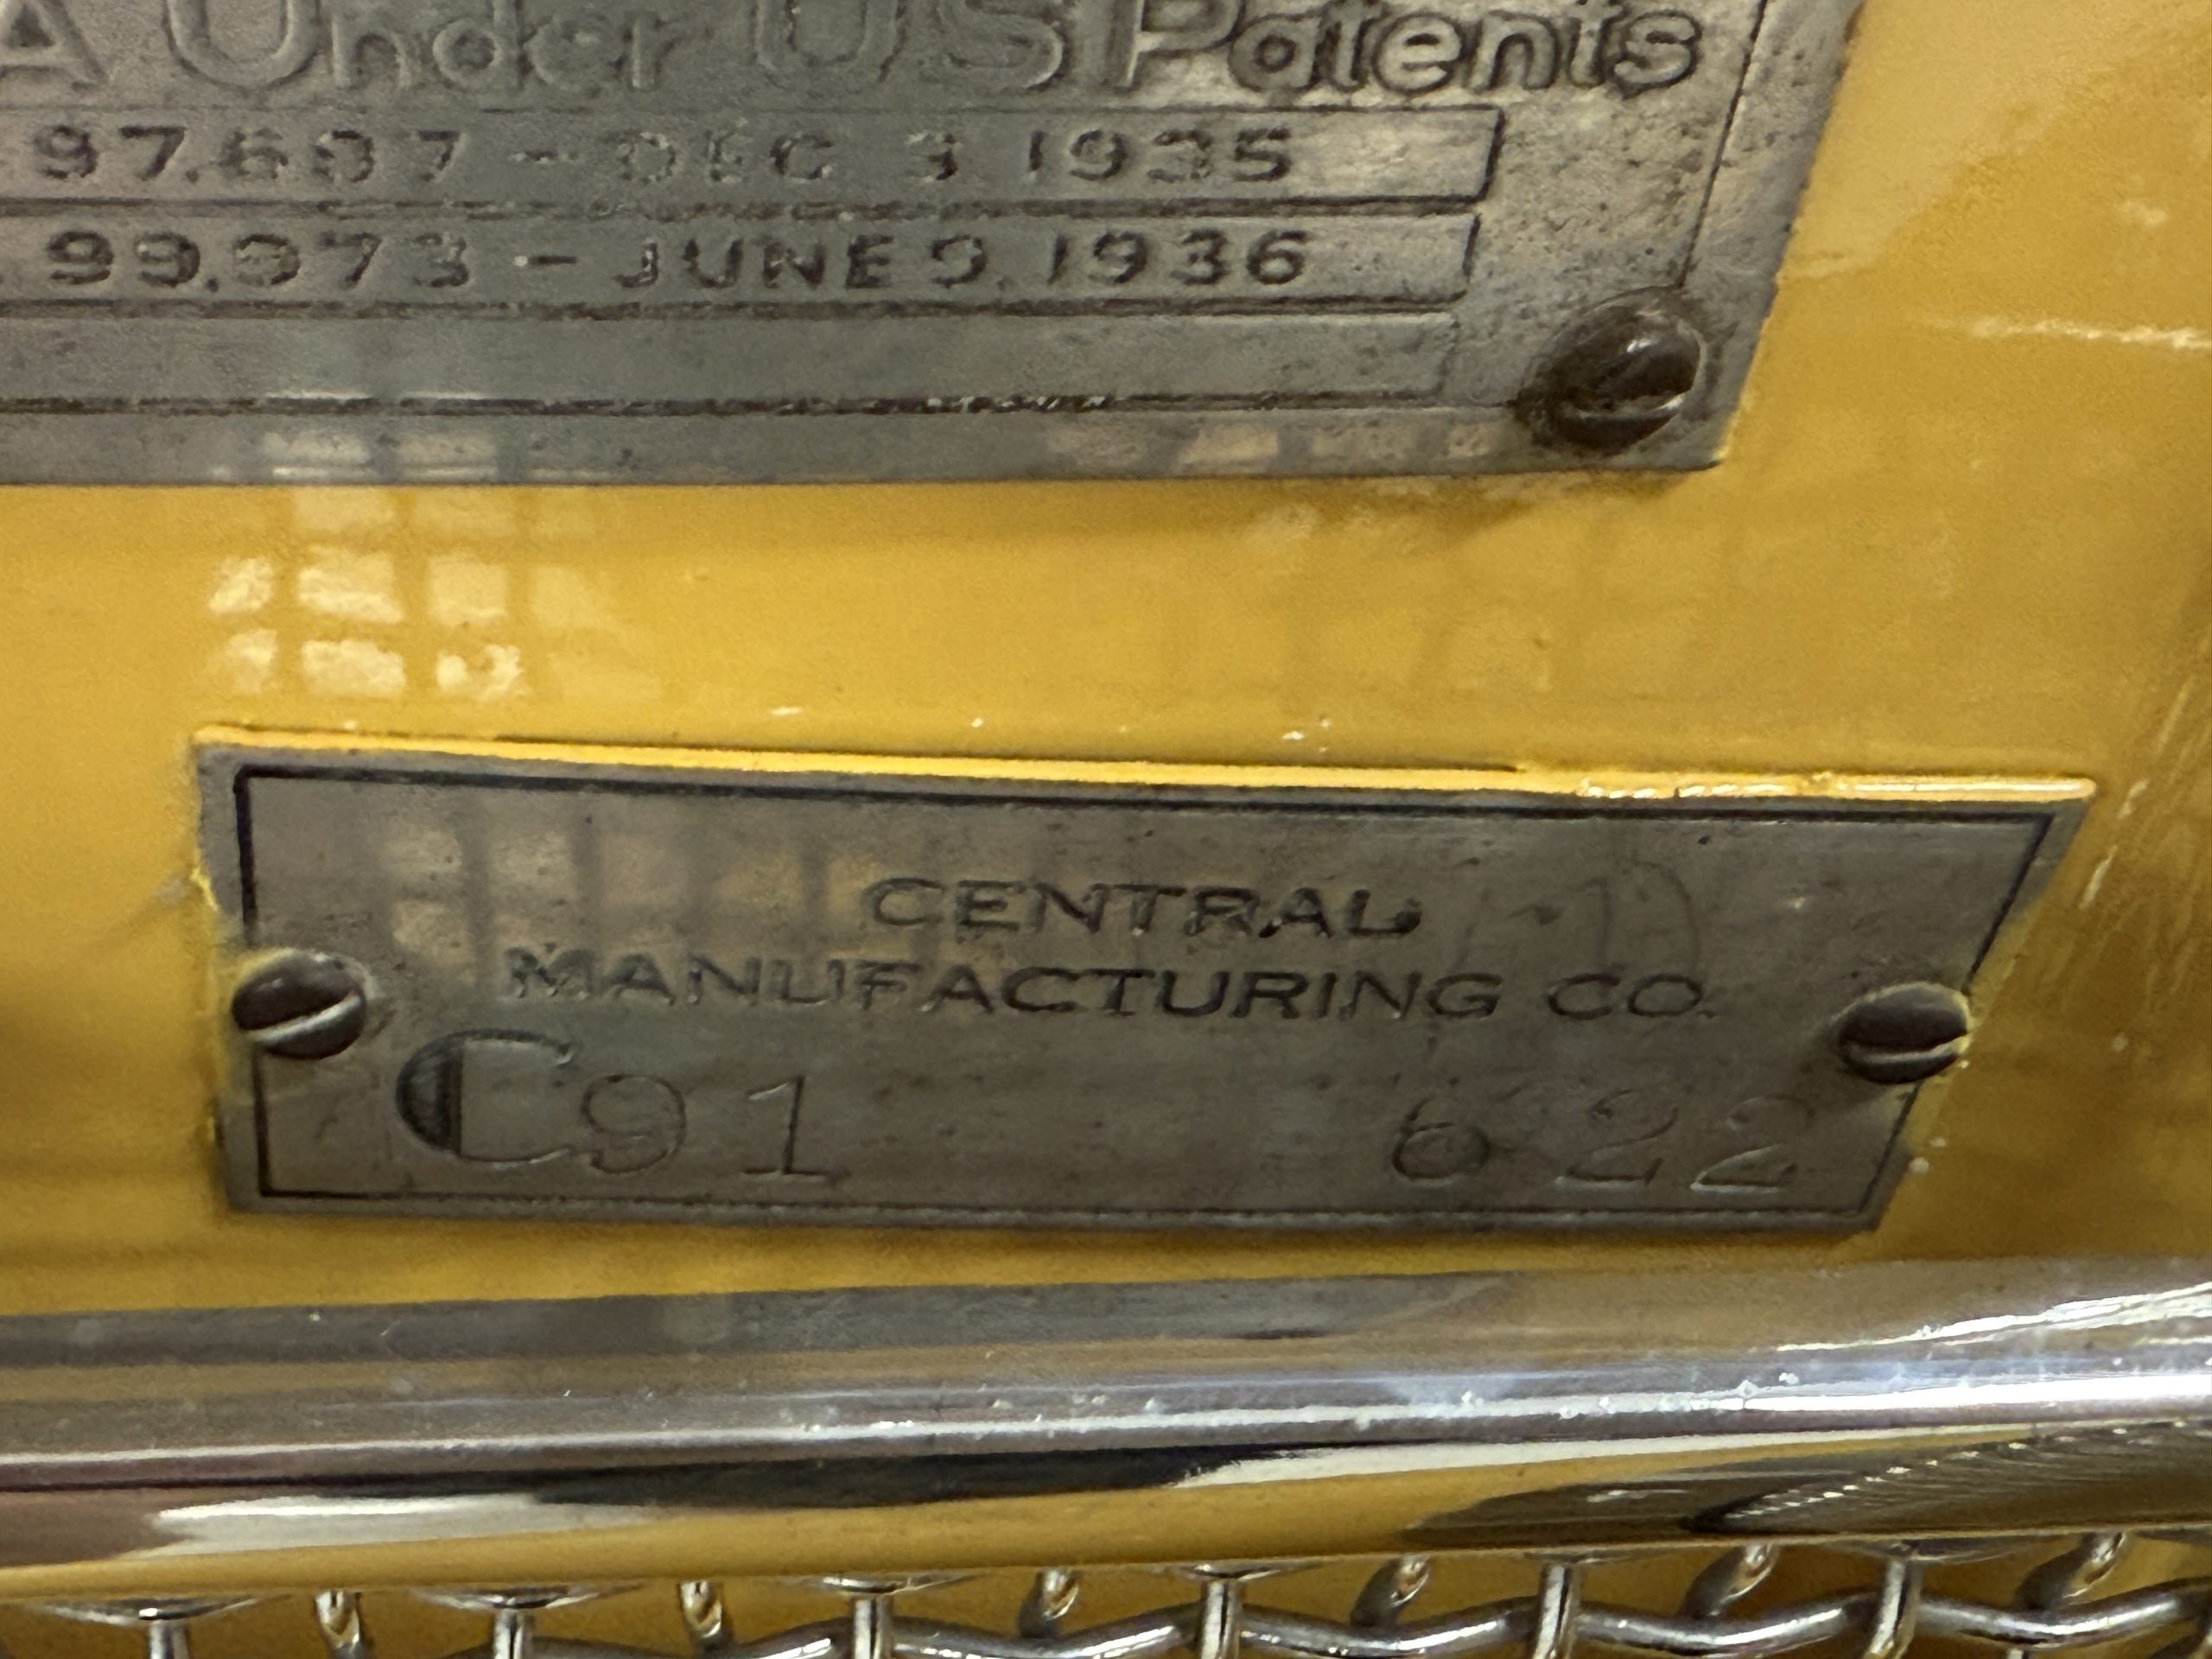 A Under US Patents
97.687 - DEC 3 1935
99.973 - JUNE 9. 1936
CENTRAL
MANUFACTURING CO.
C91 622